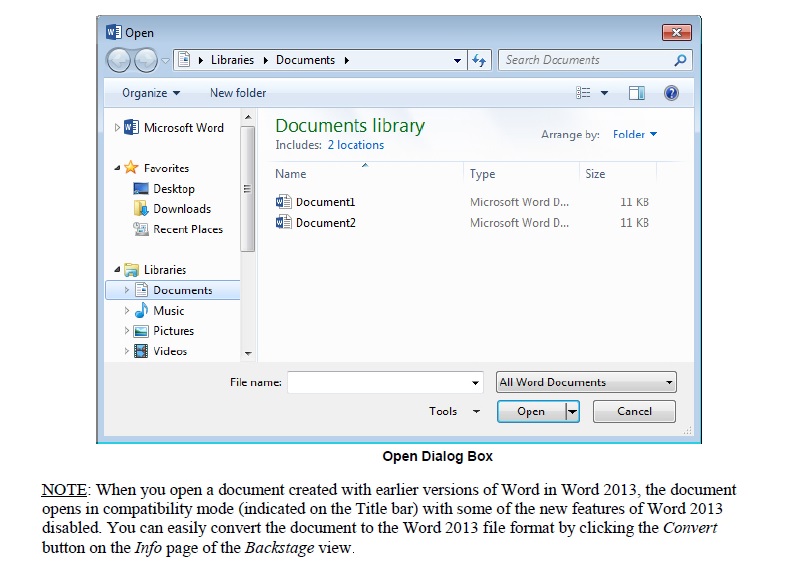 Open
Libraries Documents
Search Documents
Organize New folder
Microsoft Word
Favorites
Desktop
Downloads
Recent Places
Libraries
Documents
Music
Pictures
Videos
Documents library
Includes: 2 locations
Arrange by: Folder
Name Type Size
Document1 Microsoft Word D... 11 KB
Document2 Microsoft Word D... 11 KB
File name: All Word Documents
Tools Open Cancel
Open Dialog Box
NOTE: When you open a document created with earlier versions of Word in Word 2013, the document
opens in compatibility mode (indicated on the Title bar) with some of the new features of Word 2013
disabled. You can easily convert the document to the Word 2013 file format by clicking the Convert
button on the Info page of the Backstage view.